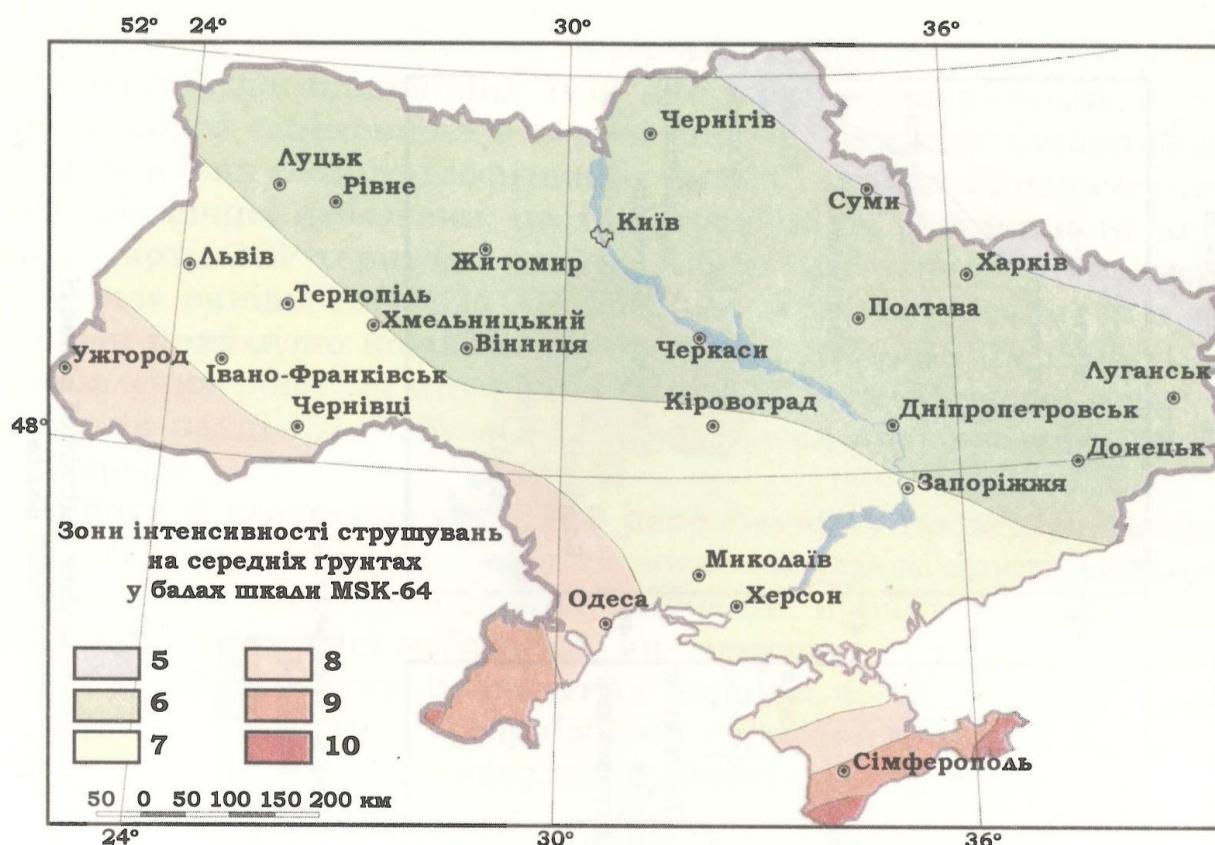 52° 24° 30° 36°
Чернігів
Луцьк
Рівне
Суми
Київ
Львів
Житомир
Харків
Тернопіль
Полтава
Хмельницький
Вінниця
Черкаси
Ужгород
Івано-Франківськ
Луганськ
Чернівці
Кіровоград
Дніпропетровськ
48°
Донецьк
Запоріжжя
Зони інтенсивності струшувань
на середніх ґрунтах
у балах шкали MSK-64
Миколаїв
Херсон
Одеса
5 8
6 9
7 10
Сімферополь
50 0 50 100 150 200 км
24° 30° 36°